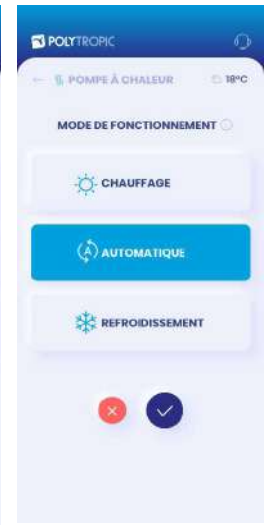 POLYTROPIC
POMPE À CHALEUR 18°C
MODE DE FONCTIONNEMENT
CHAUFFAGE
A AUTOMATIQUE
REFROIDISSEMENT